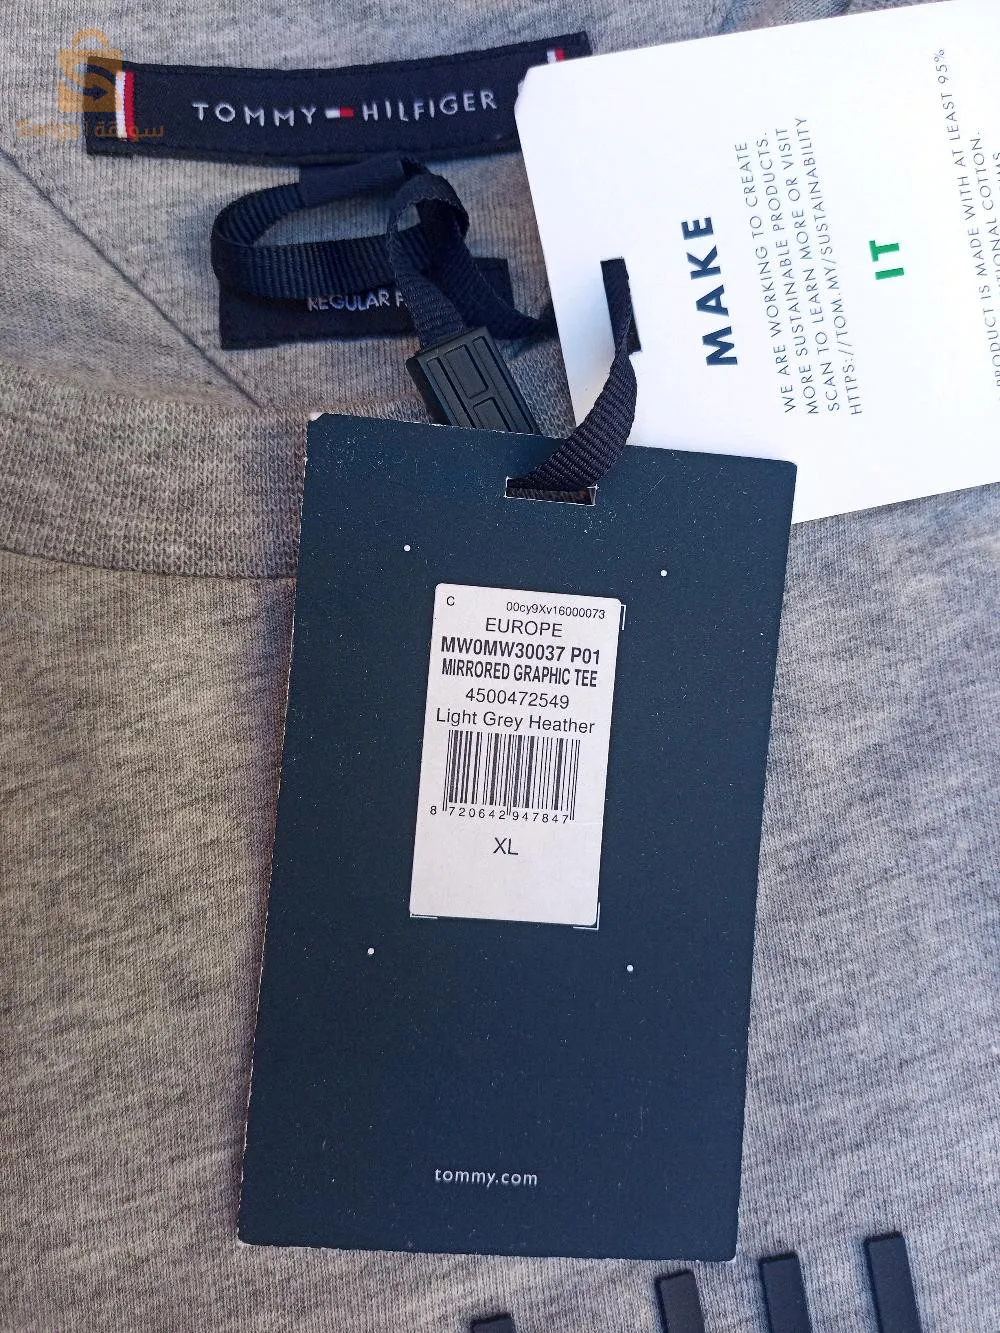 سوقة
TOMMY HILFIGER
REGULAR F
MAKE
WE ARE WORKING TO CREATE
MORE SUSTAINABLE PRODUCTS.
SCAN TO LEARN MORE OR VISIT
HTTPS://TOM.MY/SUSTAINABILITY
IT
PRODUCT IS MADE WITH AT LEAST 95%
COTTON.
C 00cy9Xv16000073
EUROPE
MW0MW30037 P01
MIRRORED GRAPHIC TEE
4500472549
Light Grey Heather
8 720642 947847
XL
tommy.com